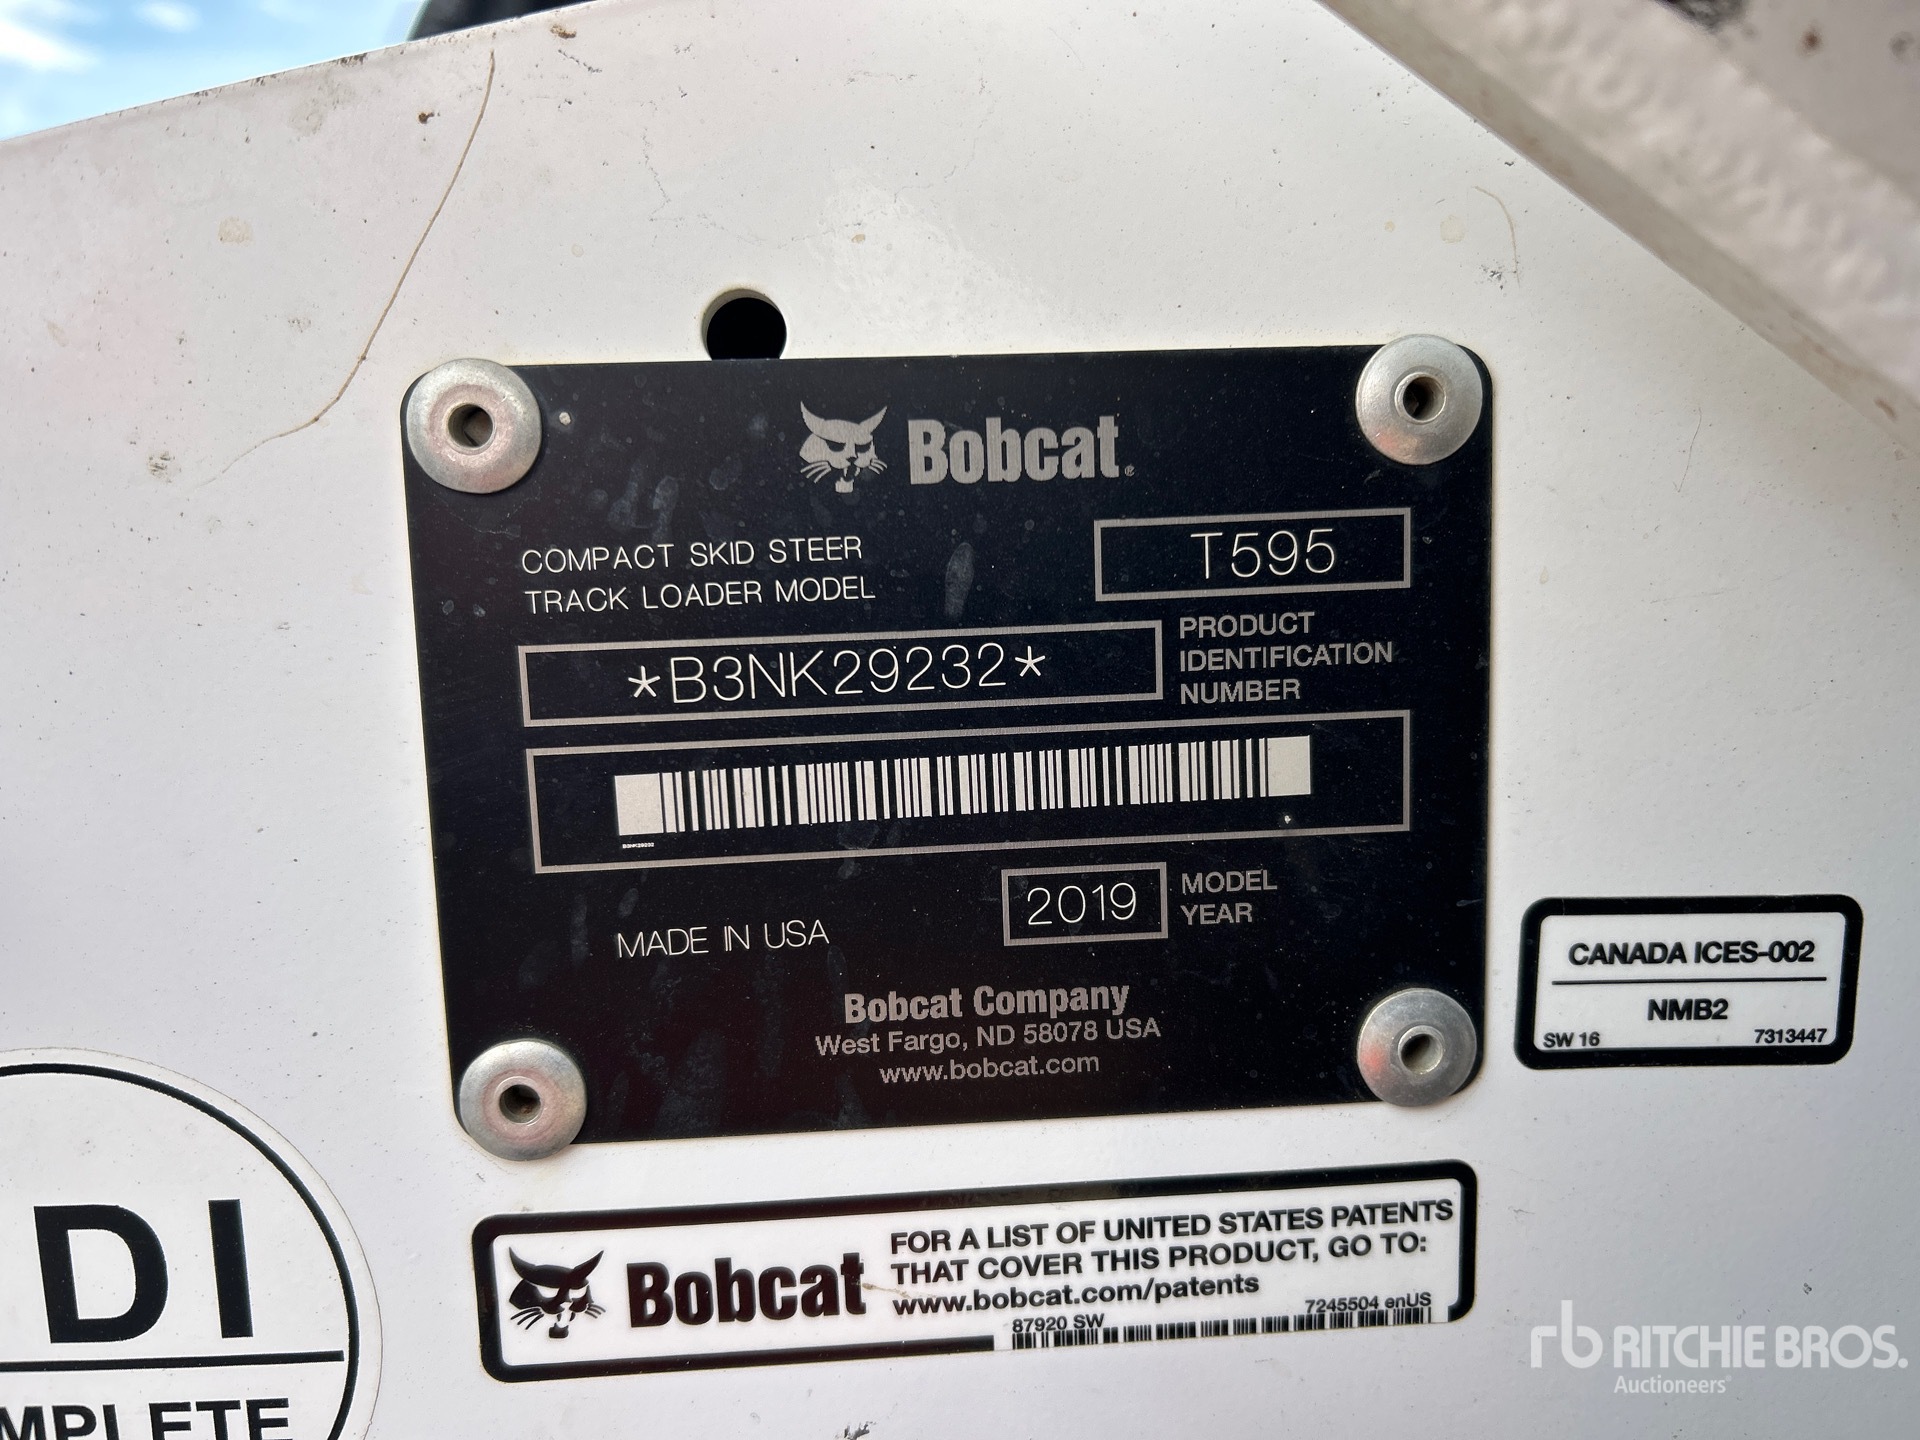 Bobcat®
COMPACT SKID STEER
TRACK LOADER MODEL
T595
*B3NK29232*
PRODUCT
IDENTIFICATION
NUMBER
B3NK29232
2019
MODEL
YEAR
MADE IN USA
Bobcat Company
West Fargo, ND 58078 USA
www.bobcat.com
CANADA ICES-002
NMB2
SW 16 7313447
Bobcat
FOR A LIST OF UNITED STATES PATENTS
THAT COVER THIS PRODUCT, GO TO:
www.bobcat.com/patents
87920 SW 7245504 enUS
DI
MPLETE
rb RITCHIE BROS.
Auctioneers